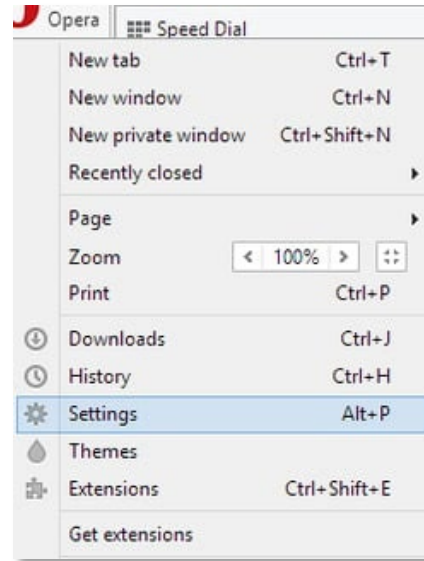 Opera Speed Dial
New tab Ctrl+T
New window Ctrl+N
New private window Ctrl+Shift+N
Recently closed
Page
Zoom < 100% >
Print Ctrl+P
Downloads Ctrl+J
History Ctrl+H
Settings Alt+P
Themes
Extensions Ctrl+Shift+E
Get extensions